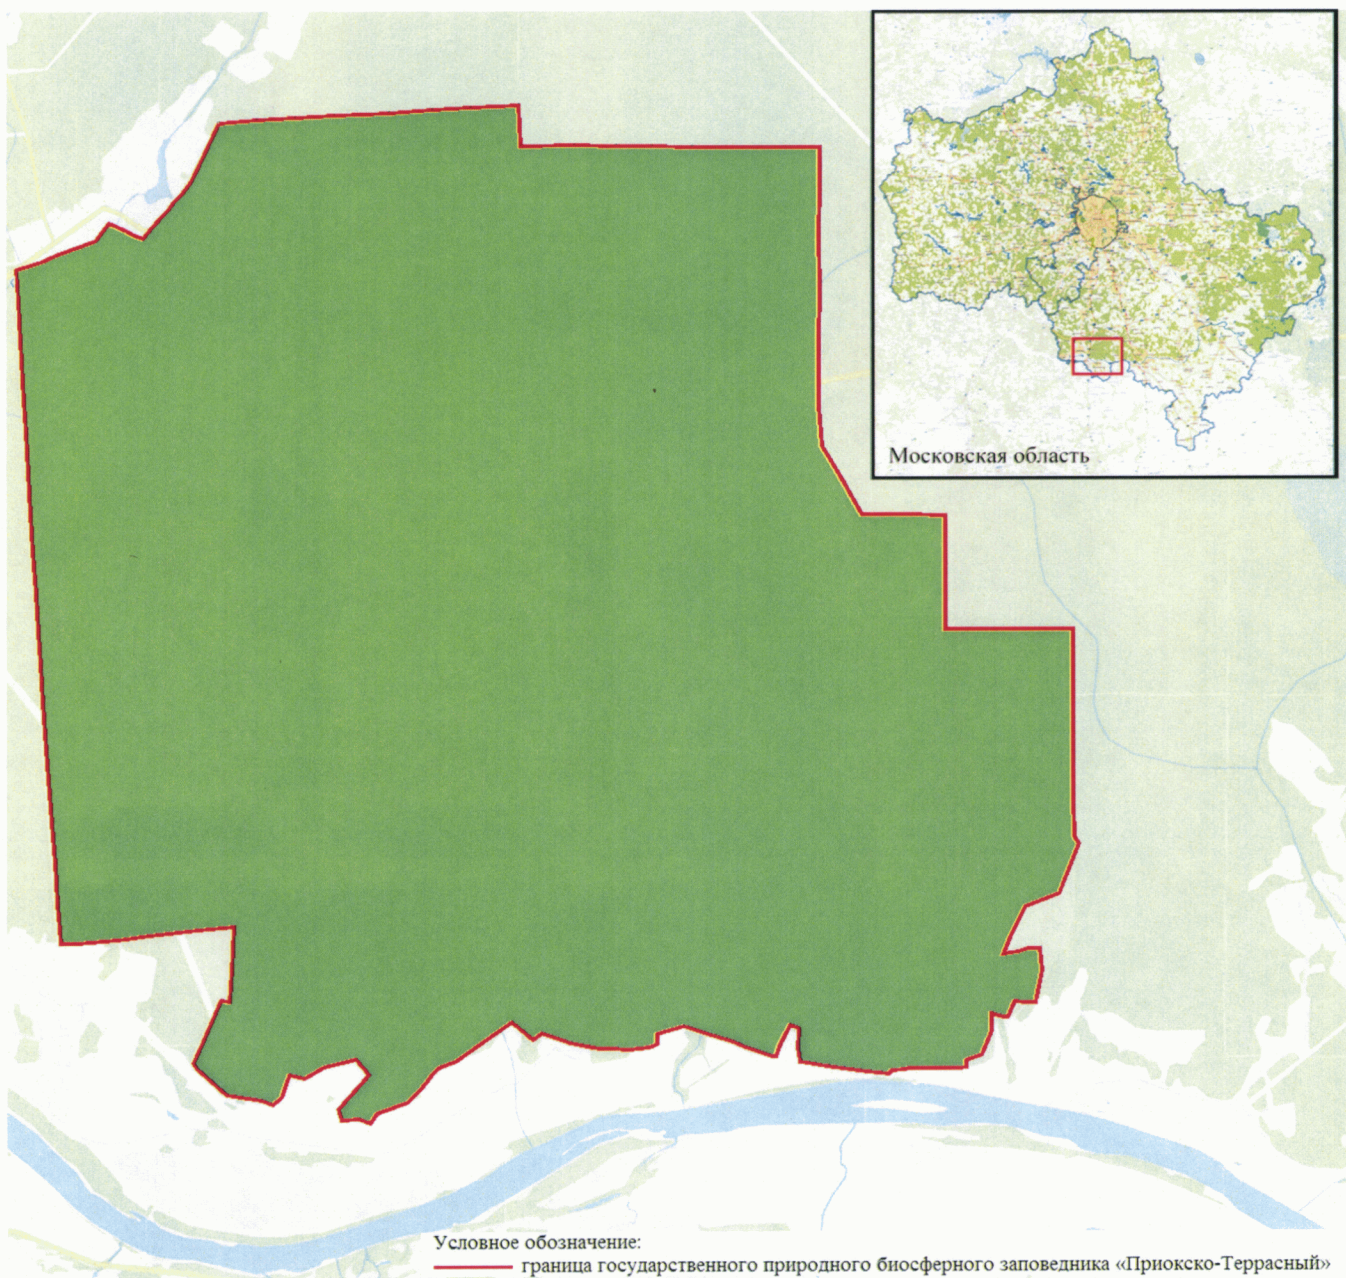 Московская область
Условное обозначение:
граница государственного природного биосферного заповедника «Приокско-Террасный»